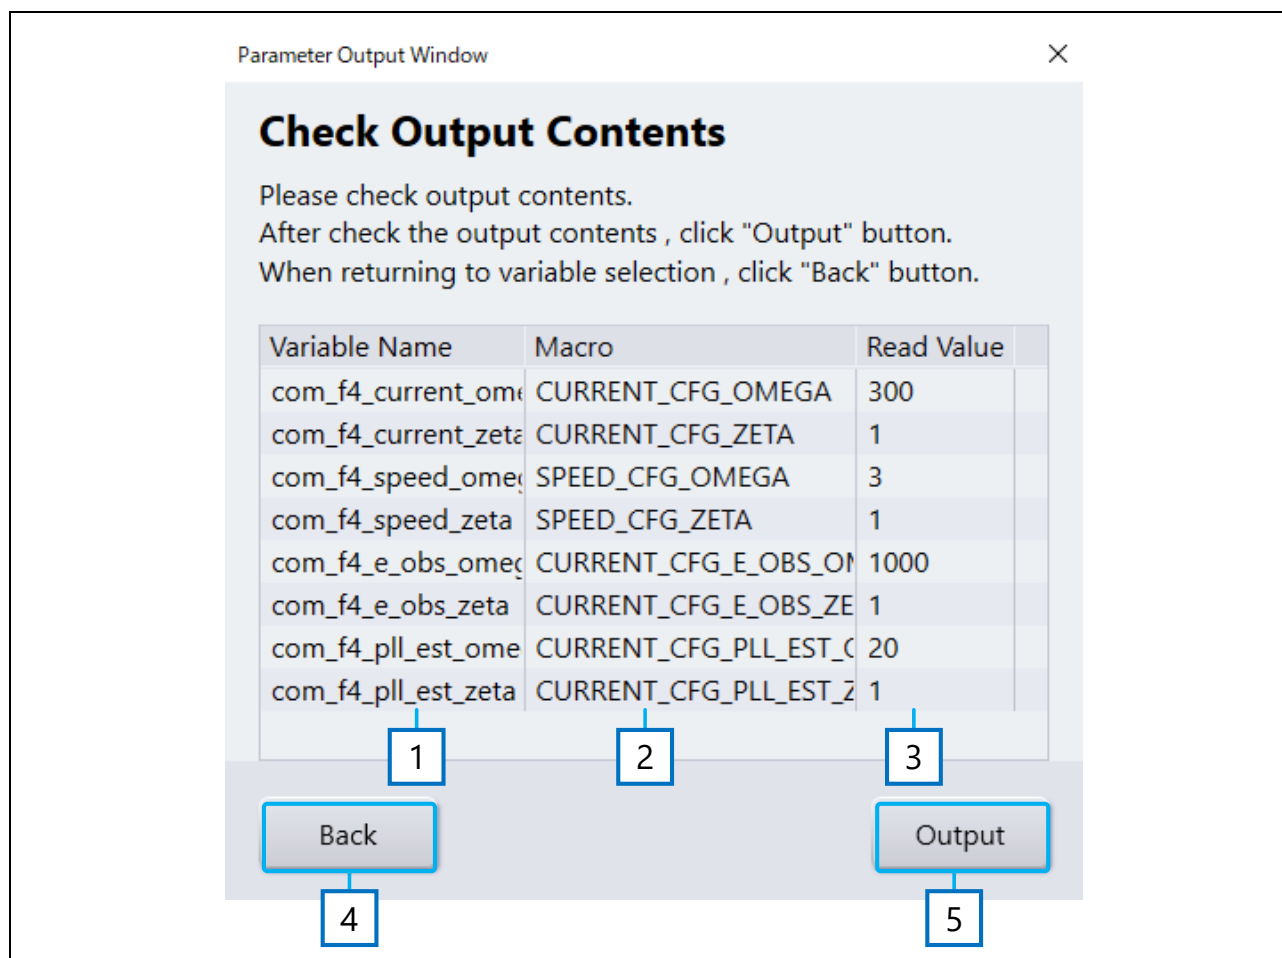 Parameter Output Window
Check Output Contents
Please check output contents.
After check the output contents , click "Output" button.
When returning to variable selection , click "Back" button.
Variable Name Macro Read Value
com_f4_current_ome CURRENT_CFG_OMEGA 300
com_f4_current_zeta CURRENT_CFG_ZETA 1
com_f4_speed_ome SPEED_CFG_OMEGA 3
com_f4_speed_zeta SPEED_CFG_ZETA 1
com_f4_e_obs_ome CURRENT_CFG_E_OBS_O 1000
com_f4_e_obs_zeta CURRENT_CFG_E_OBS_ZE 1
com_f4_pll_est_ome CURRENT_CFG_PLL_EST_ 20
com_f4_pll_est_zeta CURRENT_CFG_PLL_EST_Z 1
1 2 3
Back Output
4 5